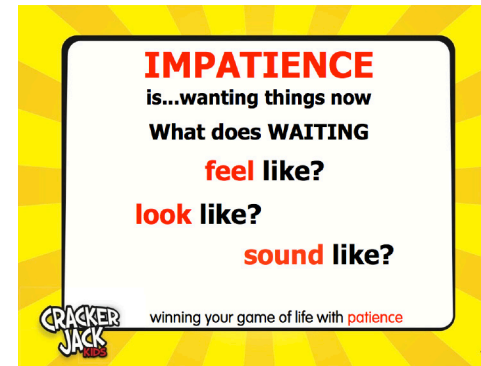 IMPATIENCE
is...wanting things now
What does WAITING
feel like?
look like?
sound like?
winning your game of life with patience
CRACKER
JACK
KIDS